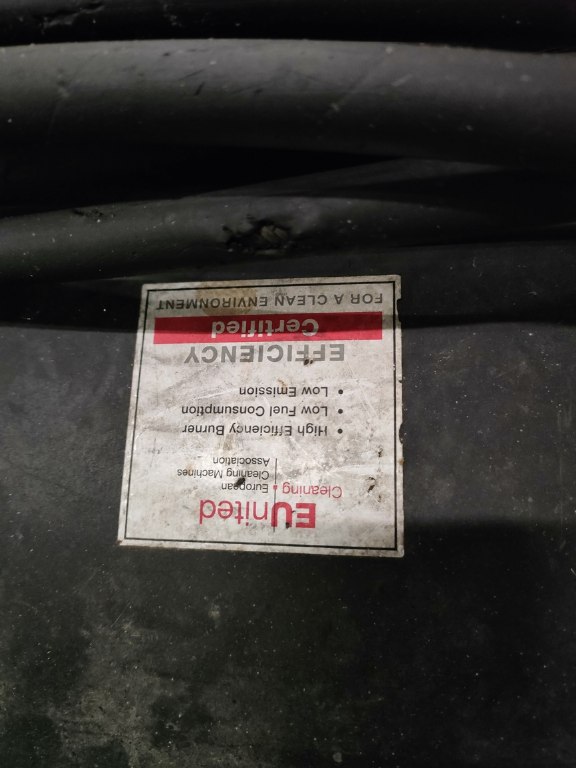 EUnited
Cleaning • European
Cleaning Machines
Association
• High Efficiency Burner
• Low Fuel Consumption
• Low Emission
EFFICIENCY
Certified
FOR A CLEAN ENVIRONMENT